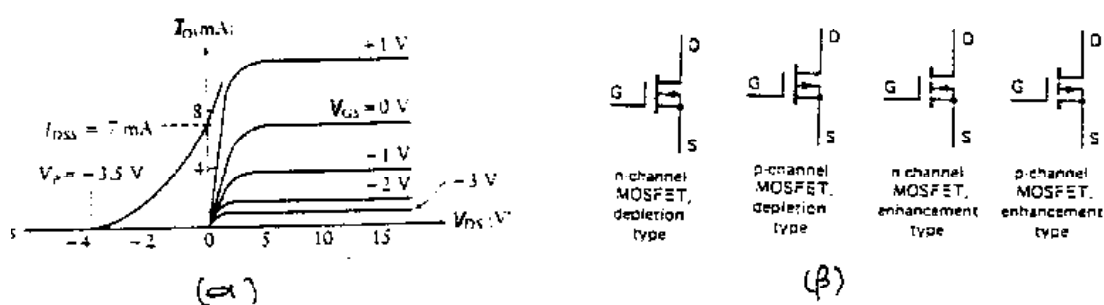 I_D(mA)
+1 V
8
V_GS=0 V
I_DSS = 7 mA
-1 V
V_P = -3.5 V
4
-2 V
-3 V
V_DS
-4
-2
0
5
10
15
(α)
D
G
S
n-channel
MOSFET,
depletion
type
D
G
S
p-channel
MOSFET,
depletion
type
D
G
S
n channel
MOSFET,
enhancement
type
D
G
S
p-channel
MOSFET,
enhancement
type
(β)